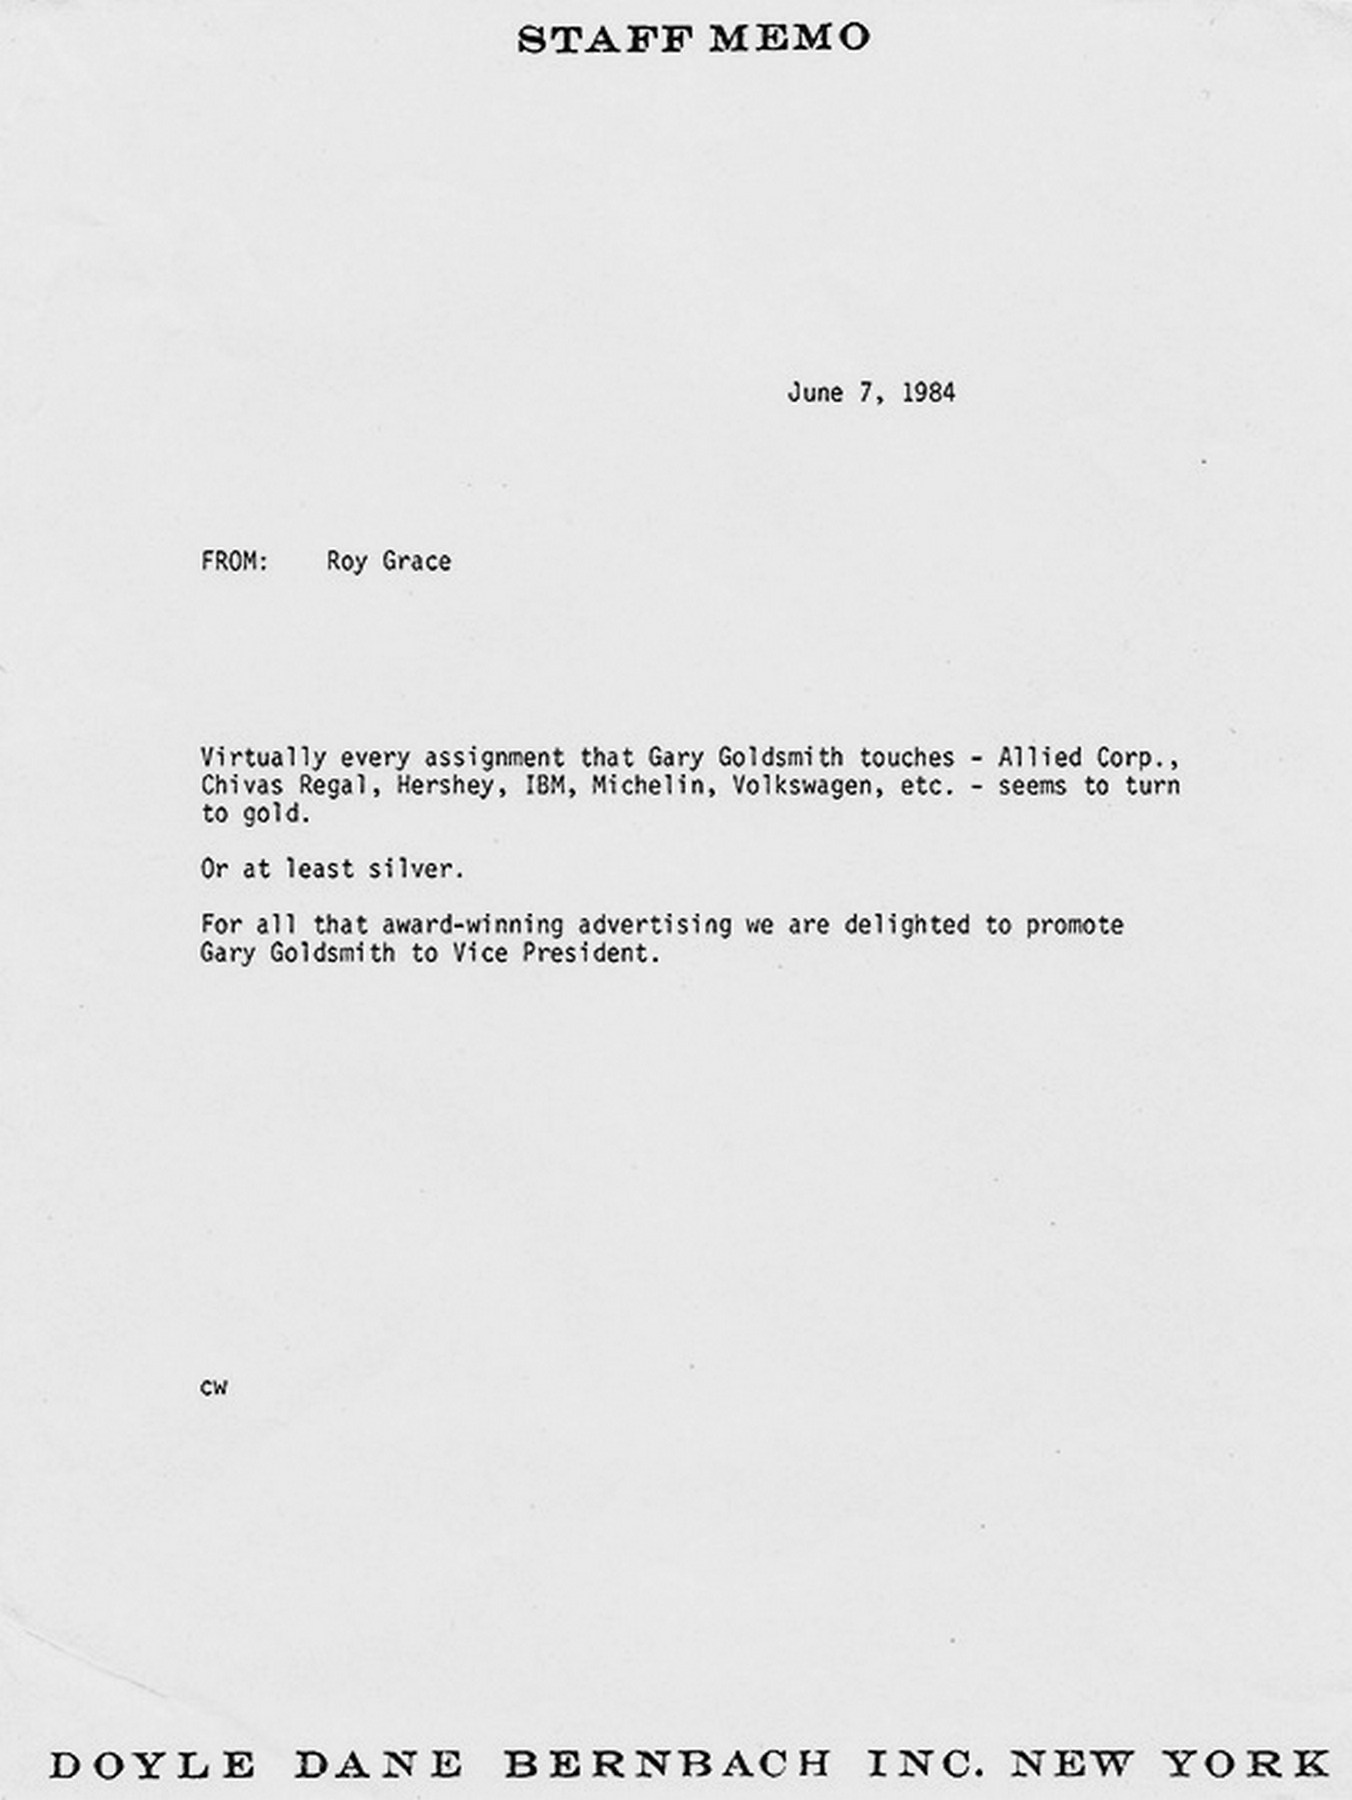 STAFF MEMO
June 7, 1984
FROM: Roy Grace
Virtually every assignment that Gary Goldsmith touches - Allied Corp.,
Chivas Regal, Hershey, IBM, Michelin, Volkswagen, etc. - seems to turn
to gold.
Or at least silver.
For all that award-winning advertising we are delighted to promote
Gary Goldsmith to Vice President.
CW
DOYLE DANE BERNBACH INC. NEW YORK